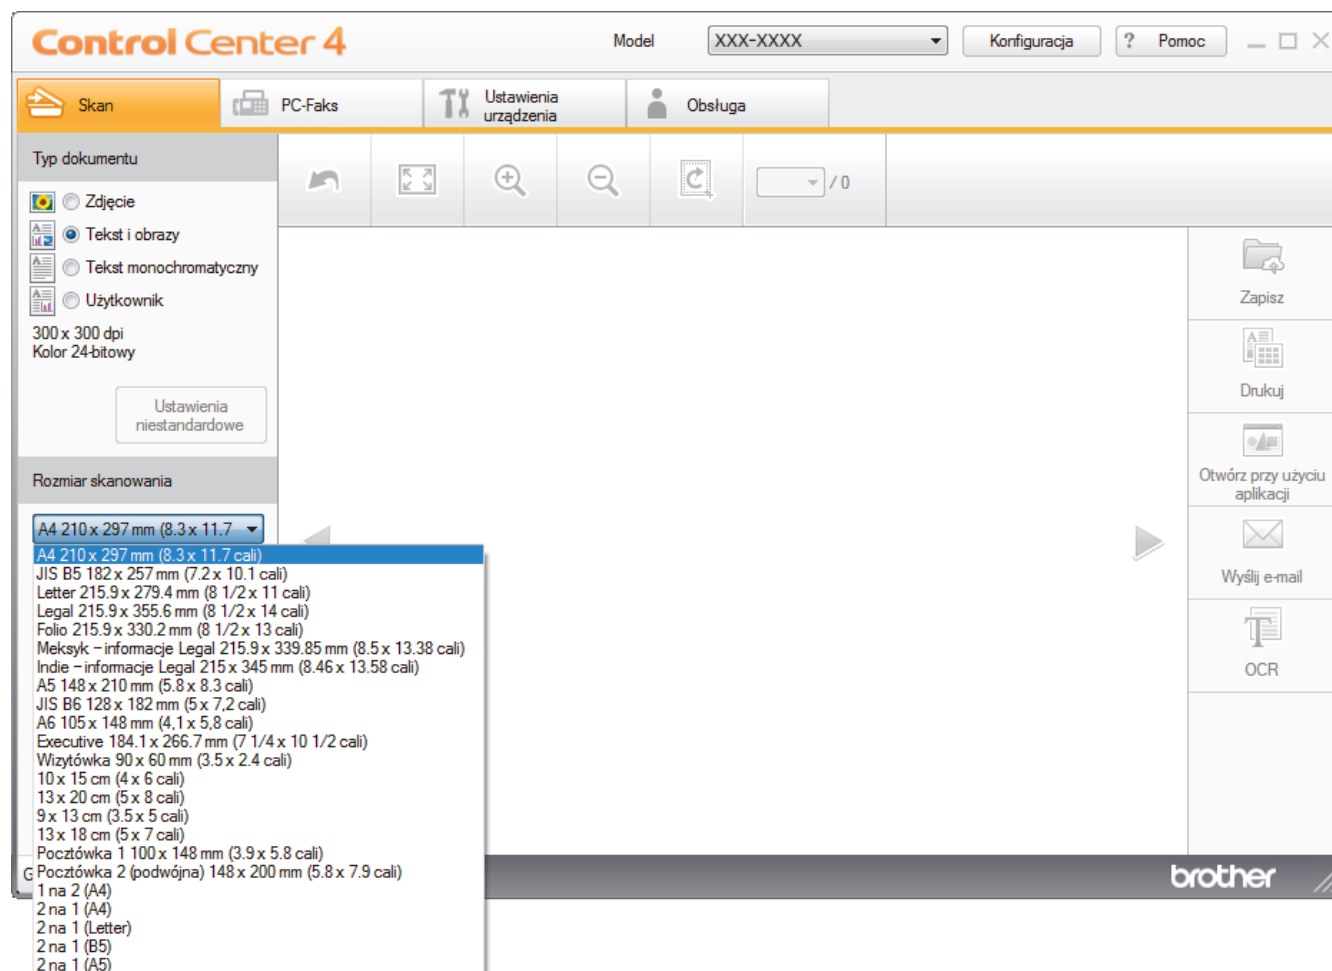 Control Center 4
Model
XXX-XXXX
Konfiguracja
? Pomoc
Skan
PC-Faks
Ustawienia
urządzenia
Obsługa
Typ dokumentu
/ 0
Zdjęcie
Tekst i obrazy
Tekst monochromatyczny
Użytkownik
300 x 300 dpi
Kolor 24-bitowy
Ustawienia
niestandardowe
Rozmiar skanowania
A4 210 x 297 mm (8.3 x 11.7
A4 210 x 297 mm (8.3 x 11.7 cali)
JIS B5 182 x 257 mm (7.2 x 10.1 cali)
Letter 215.9 x 279.4 mm (8 1/2 x 11 cali)
Legal 215.9 x 355.6 mm (8 1/2 x 14 cali)
Folio 215.9 x 330.2 mm (8 1/2 x 13 cali)
Meksyk – informacje Legal 215.9 x 339.85 mm (8.5 x 13.38 cali)
Indie – informacje Legal 215 x 345 mm (8.46 x 13.58 cali)
A5 148 x 210 mm (5.8 x 8.3 cali)
JIS B6 128 x 182 mm (5 x 7,2 cali)
A6 105 x 148 mm (4,1 x 5,8 cali)
Executive 184.1 x 266.7 mm (7 1/4 x 10 1/2 cali)
Wizytówka 90 x 60 mm (3.5 x 2.4 cali)
10 x 15 cm (4 x 6 cali)
13 x 20 cm (5 x 8 cali)
9 x 13 cm (3.5 x 5 cali)
13 x 18 cm (5 x 7 cali)
Pocztówka 1 100 x 148 mm (3.9 x 5.8 cali)
Pocztówka 2 (podwójna) 148 x 200 mm (5.8 x 7.9 cali)
1 na 2 (A4)
2 na 1 (A4)
2 na 1 (Letter)
2 na 1 (B5)
2 na 1 (A5)
Zapisz
Drukuj
Otwórz przy użyciu
aplikacji
Wyślij e-mail
OCR
brother